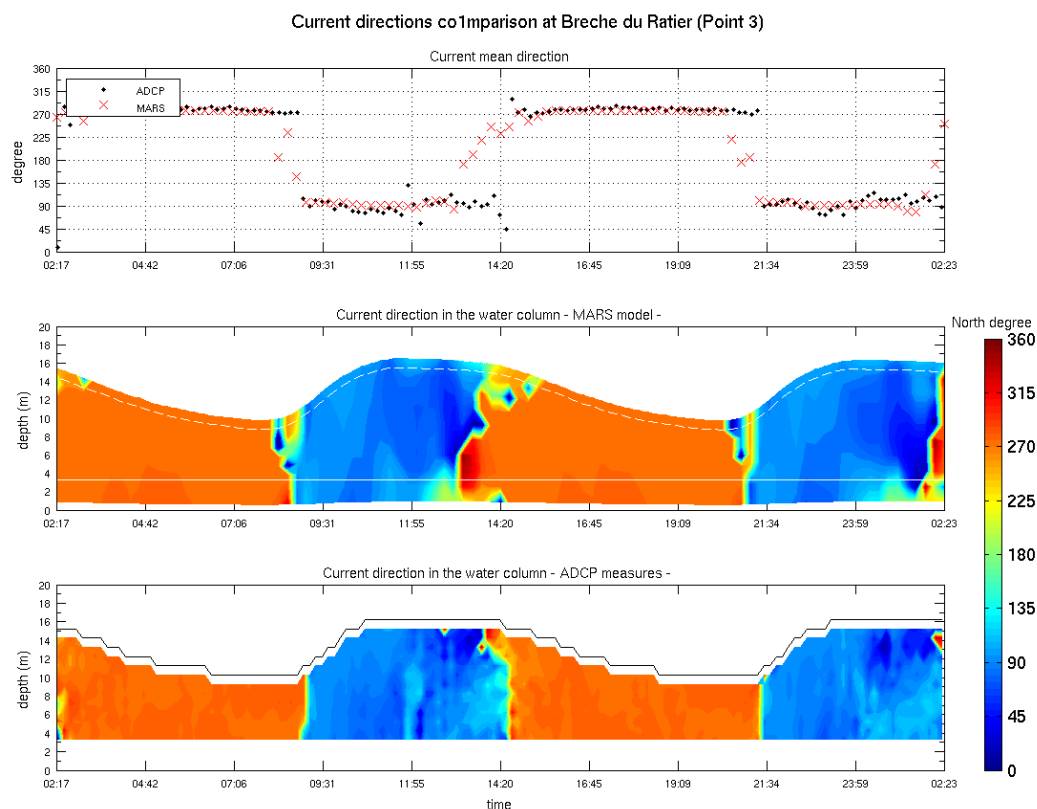 Current directions co1mparison at Breche du Ratier (Point 3)
Current mean direction
360
315
270
225
180
135
90
45
0
degree
ADCP
MARS
02:17 04:42 07:06 09:31 11:55 14:20 16:45 19:09 21:34 23:59 02:23
Current direction in the water column - MARS model -
20
18
16
14
12
10
8
6
4
2
0
depth (m)
02:17 04:42 07:06 09:31 11:55 14:20 16:45 19:09 21:34 23:59 02:23
Current direction in the water column - ADCP measures -
20
18
16
14
12
10
8
6
4
2
0
depth (m)
02:17 04:42 07:06 09:31 11:55 14:20 16:45 19:09 21:34 23:59 02:23
time
North degree
360
315
270
225
180
135
90
45
0